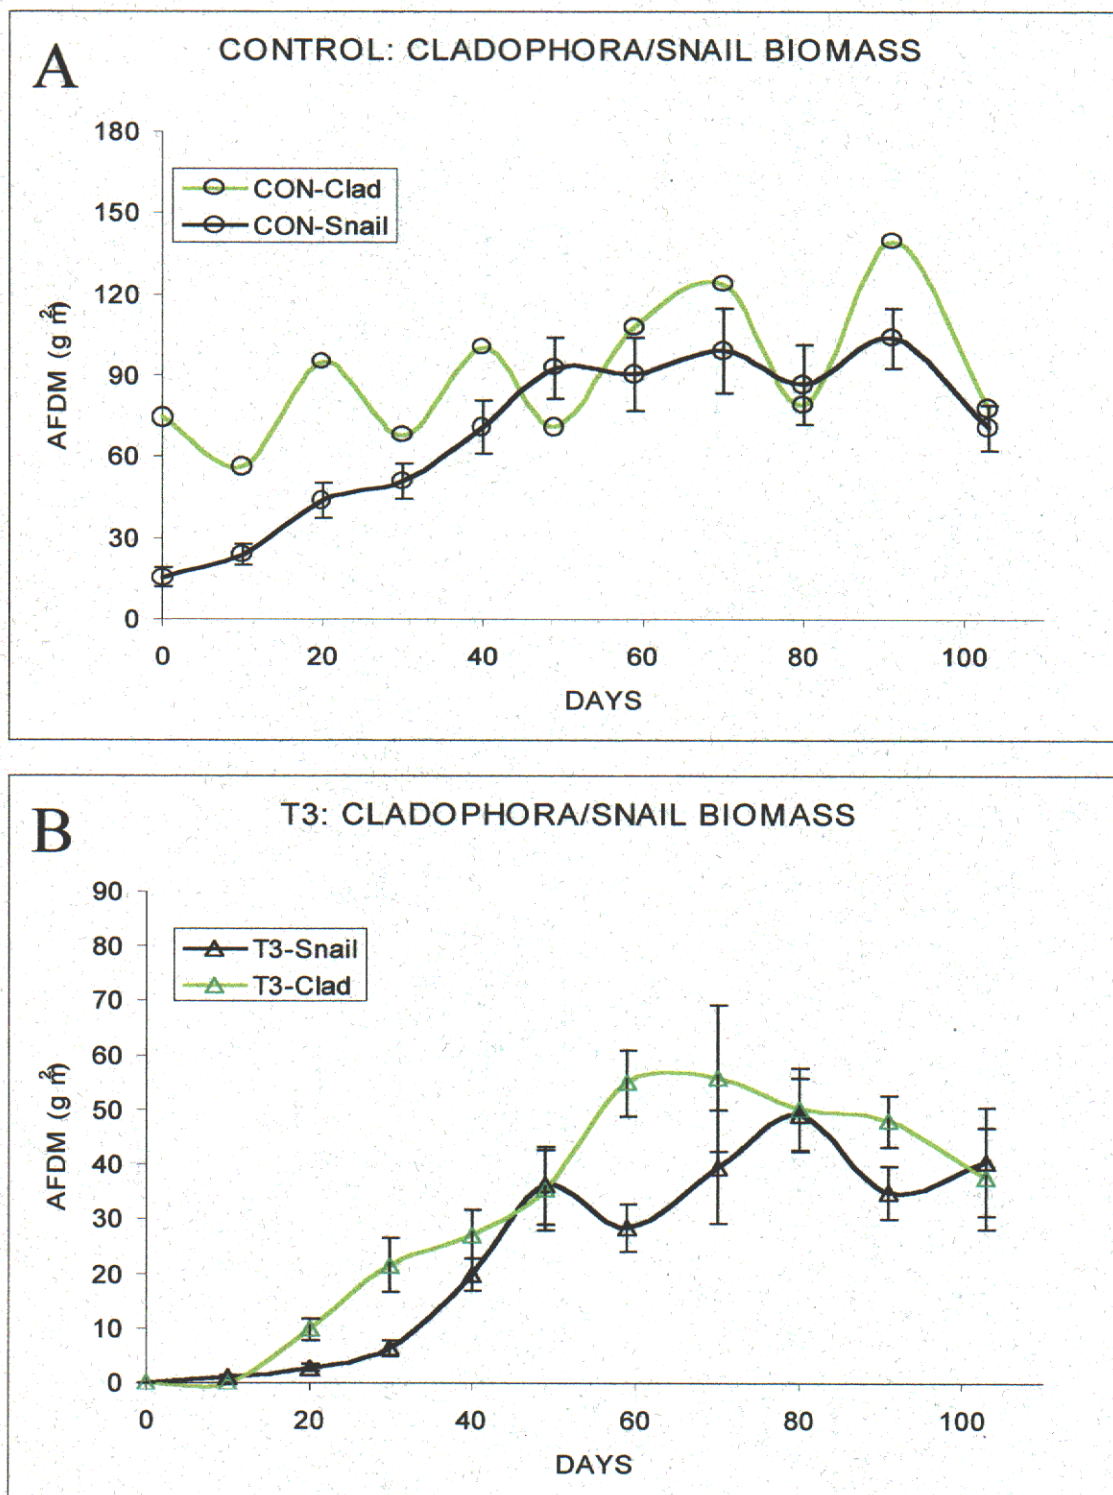 A
CONTROL: CLADOPHORA/SNAIL BIOMASS
180
150
120
90
60
30
0
CON-Clad
CON-Snail
AFDM (g m²)
0 20 40 60 80 100
DAYS
B
T3: CLADOPHORA/SNAIL BIOMASS
90
80
70
60
50
40
30
20
10
0
T3-Snail
T3-Clad
AFDM (g m²)
0 20 40 60 80 100
DAYS